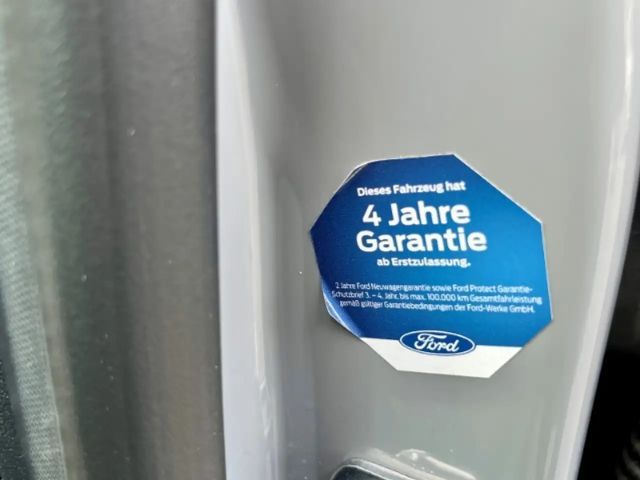 Dieses Fahrzeug hat
4 Jahre
Garantie
ab Erstzulassung.
2 Jahre Ford Neuwagengarantie sowie Ford Protect Garantie-
Schutzbrief 3. – 4. Jahr, bis max. 100.000 km Gesamtfahrleistung
gemäß gültiger Garantiebedingungen der Ford-Werke GmbH.
Ford